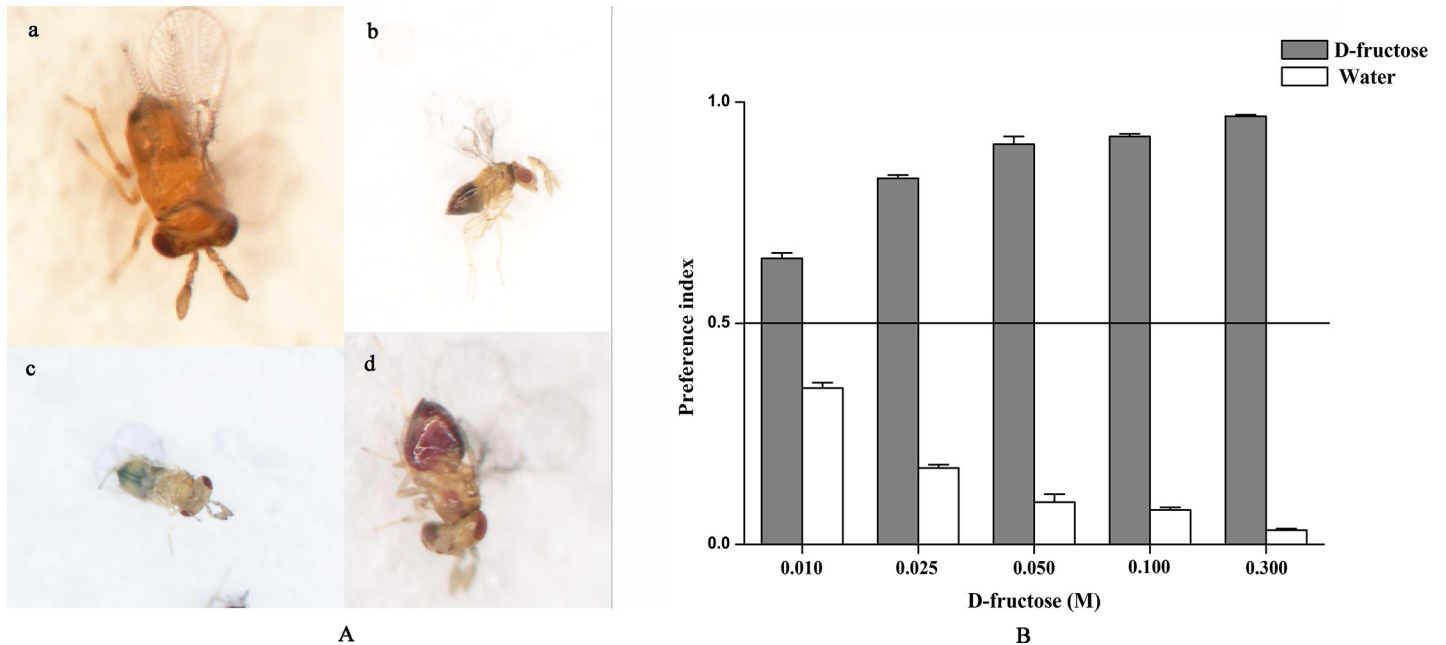 a
b
c
d
A
D-fructose
Water
Preference index
1.0
0.5
0.0
0.010 0.025 0.050 0.100 0.300
D-fructose (M)
B